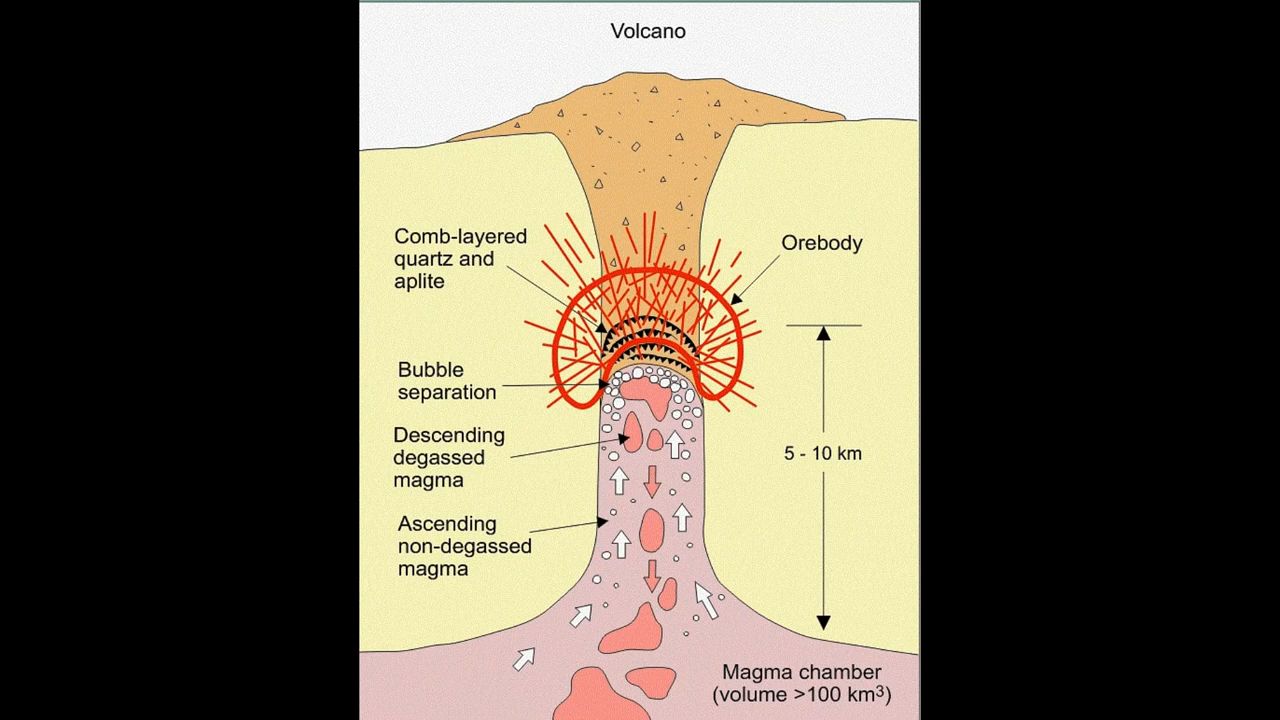 Volcano
Comb-layered
quartz and
aplite
Orebody
Bubble
separation
Descending
degassed
magma
5 - 10 km
Ascending
non-degassed
magma
Magma chamber
(volume >100 km³)